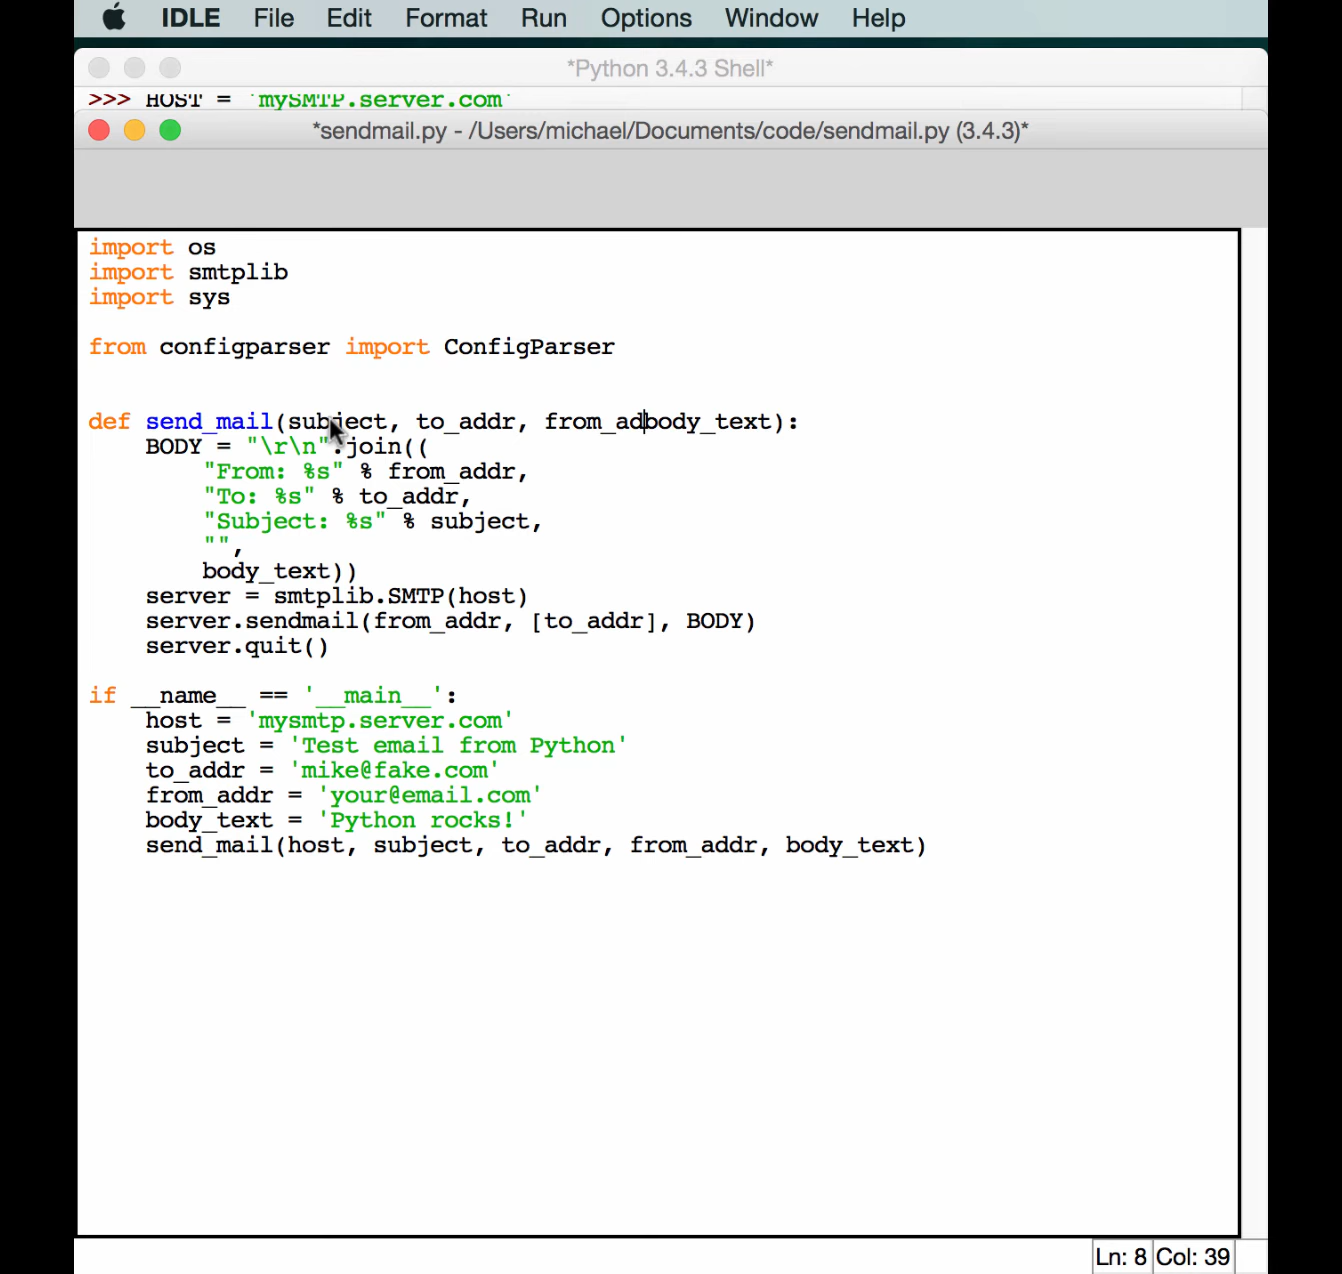 IDLE File Edit Format Run Options Window Help
*Python 3.4.3 Shell*
>>> HOST = 'mySMTP.server.com'
*sendmail.py - /Users/michael/Documents/code/sendmail.py (3.4.3)*
import os
import smtplib
import sys
from configparser import ConfigParser
def send_mail(subject, to_addr, from_adbody_text):
    BODY = "\r\n".join((
        "From: %s" % from_addr,
        "To: %s" % to_addr,
        "Subject: %s" % subject,
        "",
        body_text))
    server = smtplib.SMTP(host)
    server.sendmail(from_addr, [to_addr], BODY)
    server.quit()
if __name__ == '__main__':
    host = 'mysmtp.server.com'
    subject = 'Test email from Python'
    to_addr = 'mike@fake.com'
    from_addr = 'your@email.com'
    body_text = 'Python rocks!'
    send_mail(host, subject, to_addr, from_addr, body_text)
Ln: 8 Col: 39